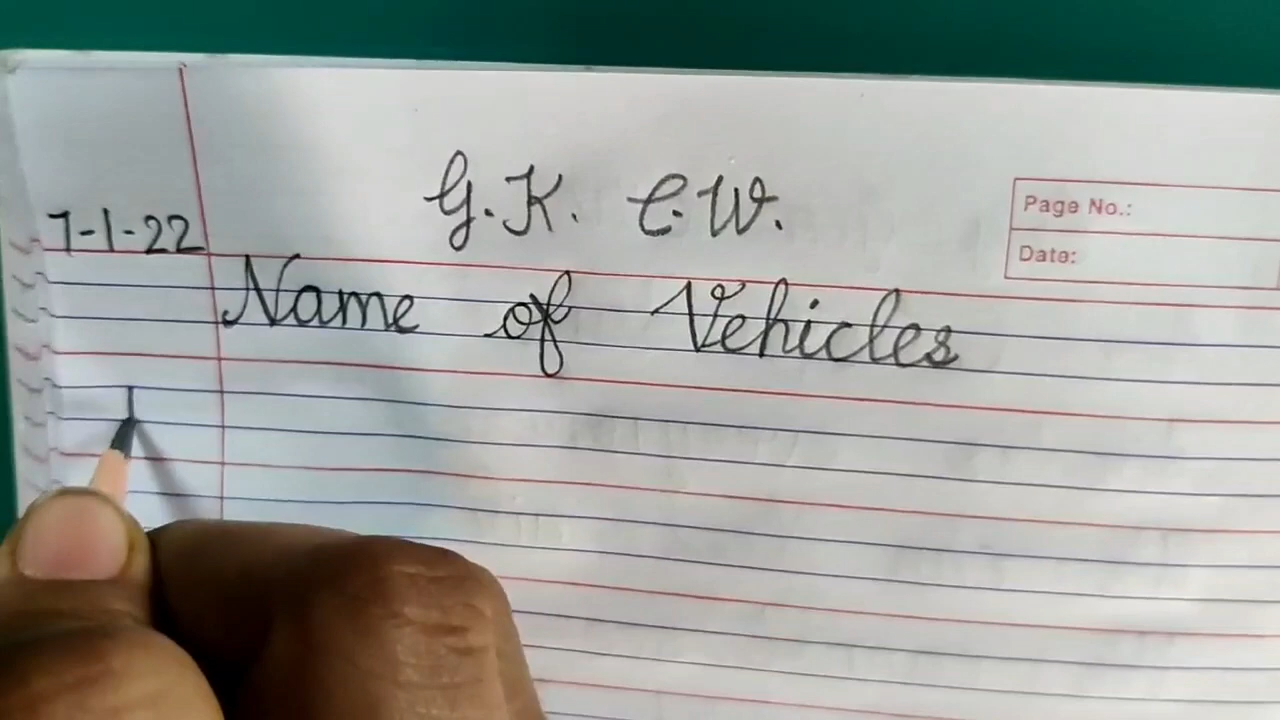 G.K. C.W.
Page No.:
7-1-22
Date:
Name of Vehicles